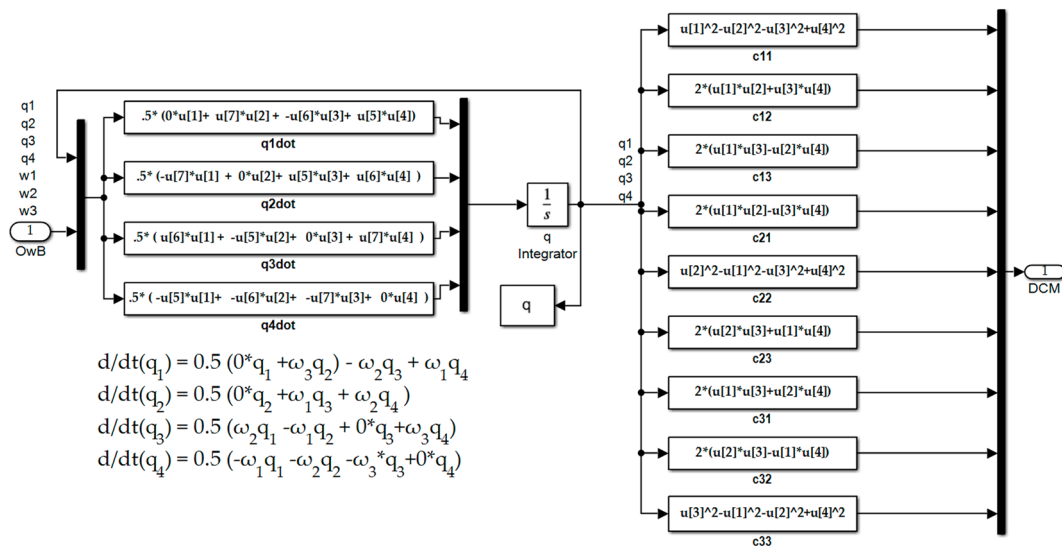 q1
q2
q3
q4
w1
w2
w3
1
OwB
.5* (0*u[1]+ u[7]*u[2] + -u[6]*u[3]+ u[5]*u[4])
q1dot
.5* (-u[7]*u[1] + 0*u[2]+ u[5]*u[3]+ u[6]*u[4] )
q2dot
.5* ( u[6]*u[1]+ -u[5]*u[2]+ 0*u[3]+ u[7]*u[4] )
q3dot
.5* ( -u[5]*u[1]+ -u[6]*u[2]+ -u[7]*u[3]+ 0*u[4] )
q4dot
1
s
q
Integrator
q
q1
q2
q3
q4
u[1]^2-u[2]^2-u[3]^2+u[4]^2
c11
2*(u[1]*u[2]+u[3]*u[4])
c12
2*(u[1]*u[3]-u[2]*u[4])
c13
2*(u[1]*u[2]-u[3]*u[4])
c21
u[2]^2-u[1]^2-u[3]^2+u[4]^2
c22
2*(u[2]*u[3]+u[1]*u[4])
c23
2*(u[1]*u[3]+u[2]*u[4])
c31
2*(u[2]*u[3]-u[1]*u[4])
c32
u[3]^2-u[1]^2-u[2]^2+u[4]^2
c33
1
DCM
d/dt(q₁) = 0.5 (0*q₁ +ω₃q₂) - ω₂q₃ + ω₁q₄
d/dt(q₂) = 0.5 (0*q₂ +ω₁q₃ + ω₂q₄ )
d/dt(q₃) = 0.5 (ω₂q₁ -ω₁q₂ + 0*q₃+ω₃q₄)
d/dt(q₄) = 0.5 (-ω₁q₁ -ω₂q₂ -ω₃*q₃+0*q₄)